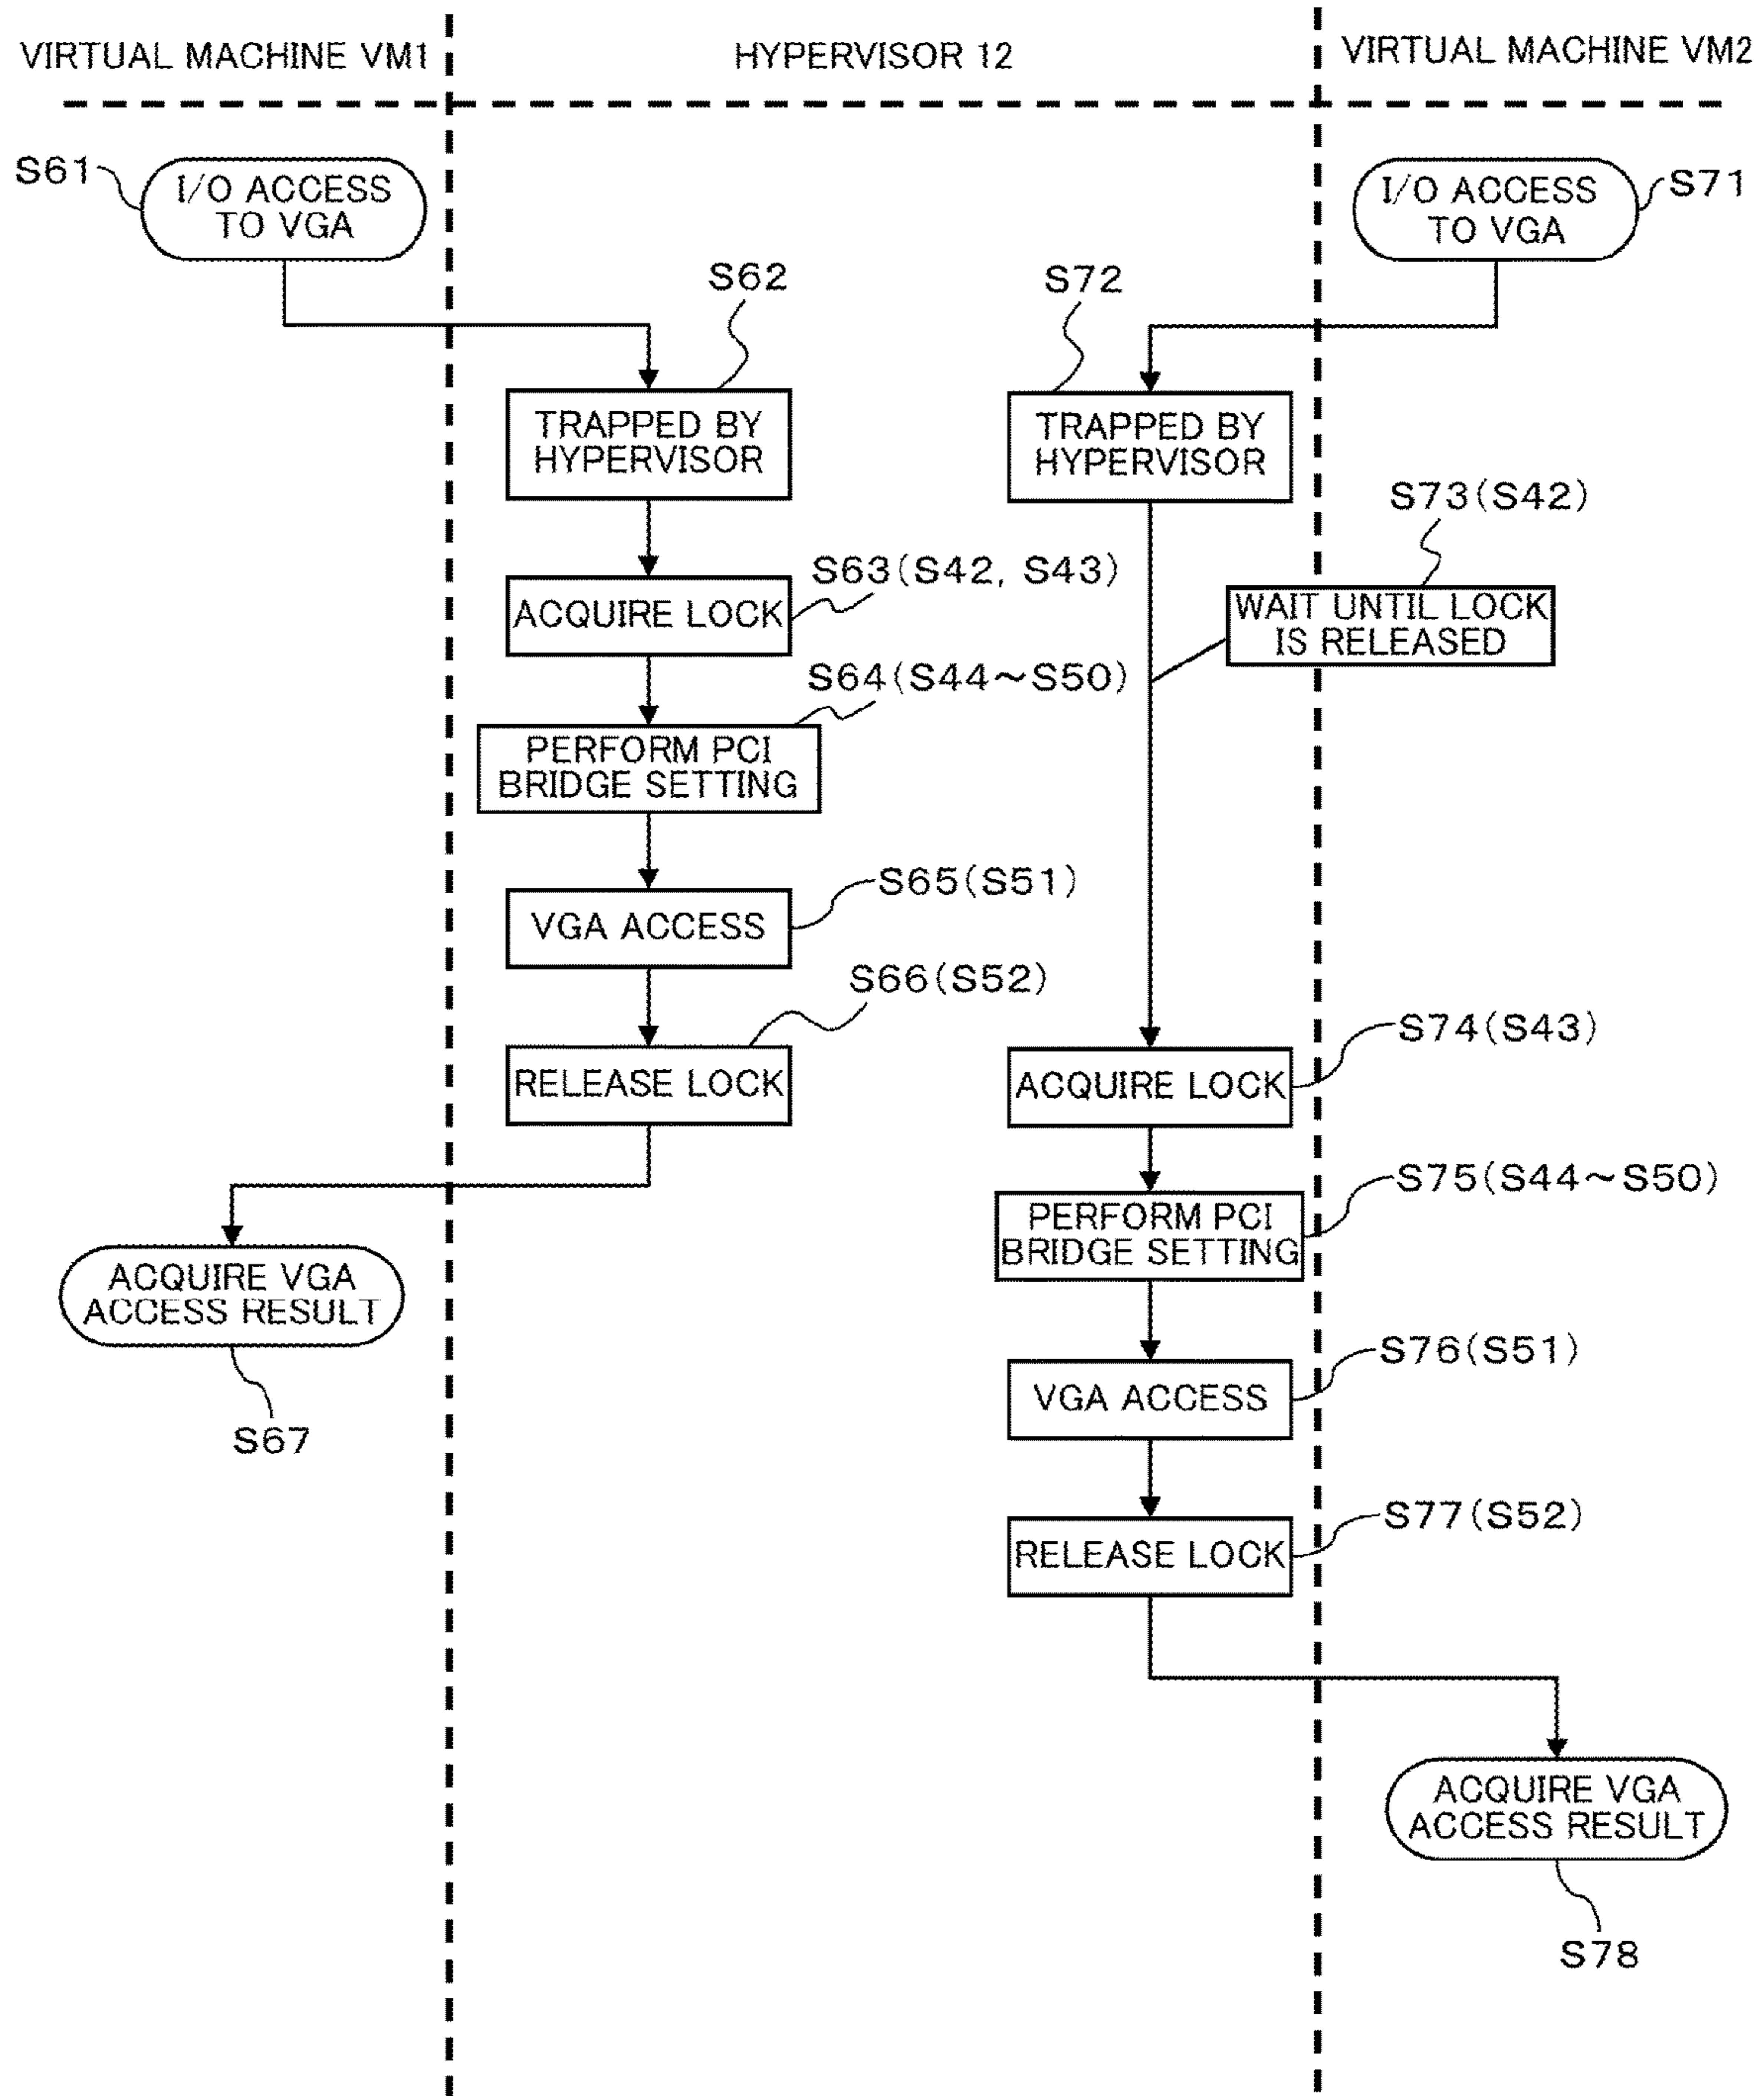 VIRTUAL MACHINE VM1
HYPERVISOR 12
VIRTUAL MACHINE VM2
S61
I/O ACCESS
TO VGA
I/O ACCESS
TO VGA
S71
S62
S72
TRAPPED BY
HYPERVISOR
TRAPPED BY
HYPERVISOR
S73(S42)
S63(S42, S43)
ACQUIRE LOCK
WAIT UNTIL LOCK
IS RELEASED
S64(S44~S50)
PERFORM PCI
BRIDGE SETTING
S65(S51)
VGA ACCESS
S66(S52)
RELEASE LOCK
S74(S43)
ACQUIRE LOCK
S75(S44~S50)
PERFORM PCI
BRIDGE SETTING
ACQUIRE VGA
ACCESS RESULT
S67
S76(S51)
VGA ACCESS
S77(S52)
RELEASE LOCK
ACQUIRE VGA
ACCESS RESULT
S78